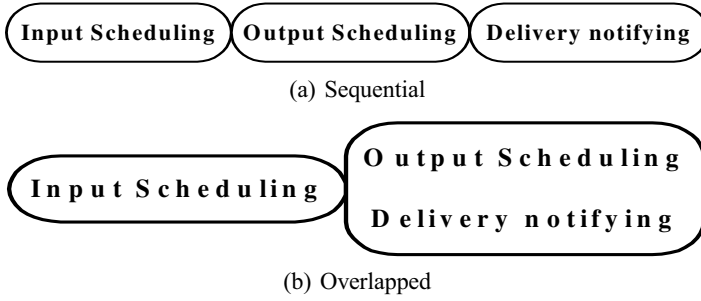 Input Scheduling Output Scheduling Delivery notifying
(a) Sequential
Output Scheduling
Input Scheduling
Delivery notifying
(b) Overlapped